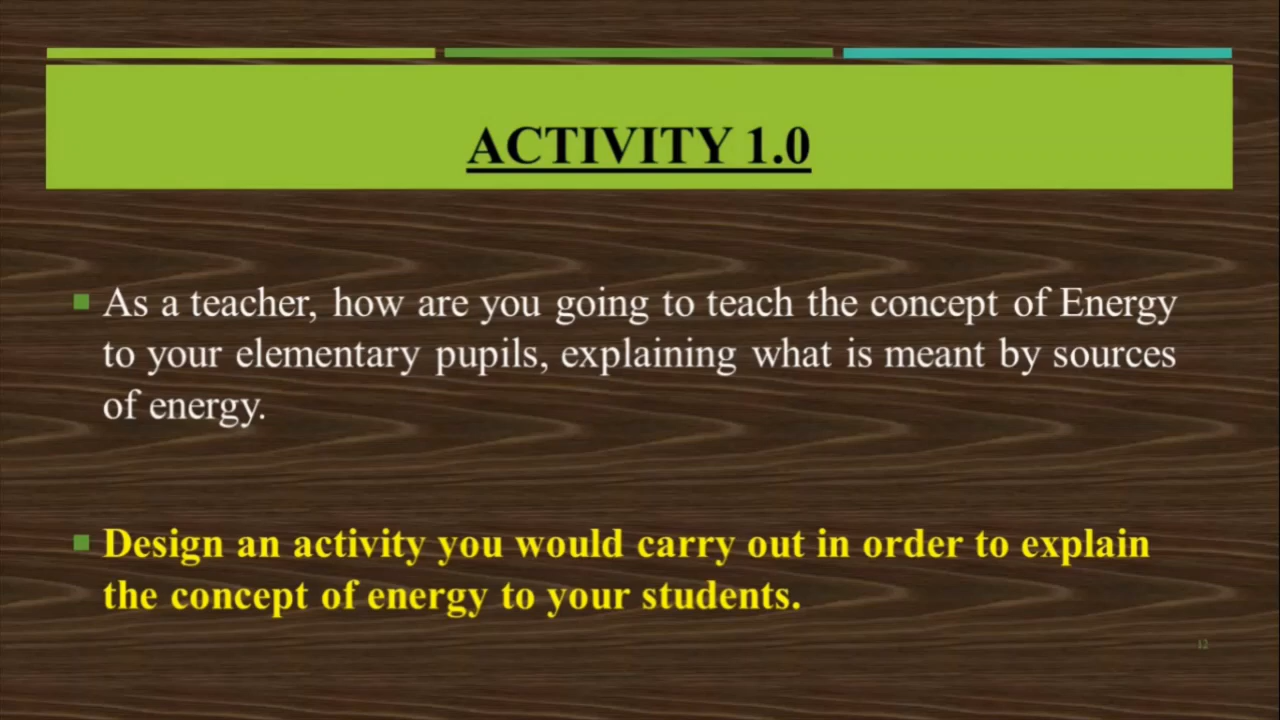 ACTIVITY 1.0
As a teacher, how are you going to teach the concept of Energy
to your elementary pupils, explaining what is meant by sources
of energy.
Design an activity you would carry out in order to explain
the concept of energy to your students.
12